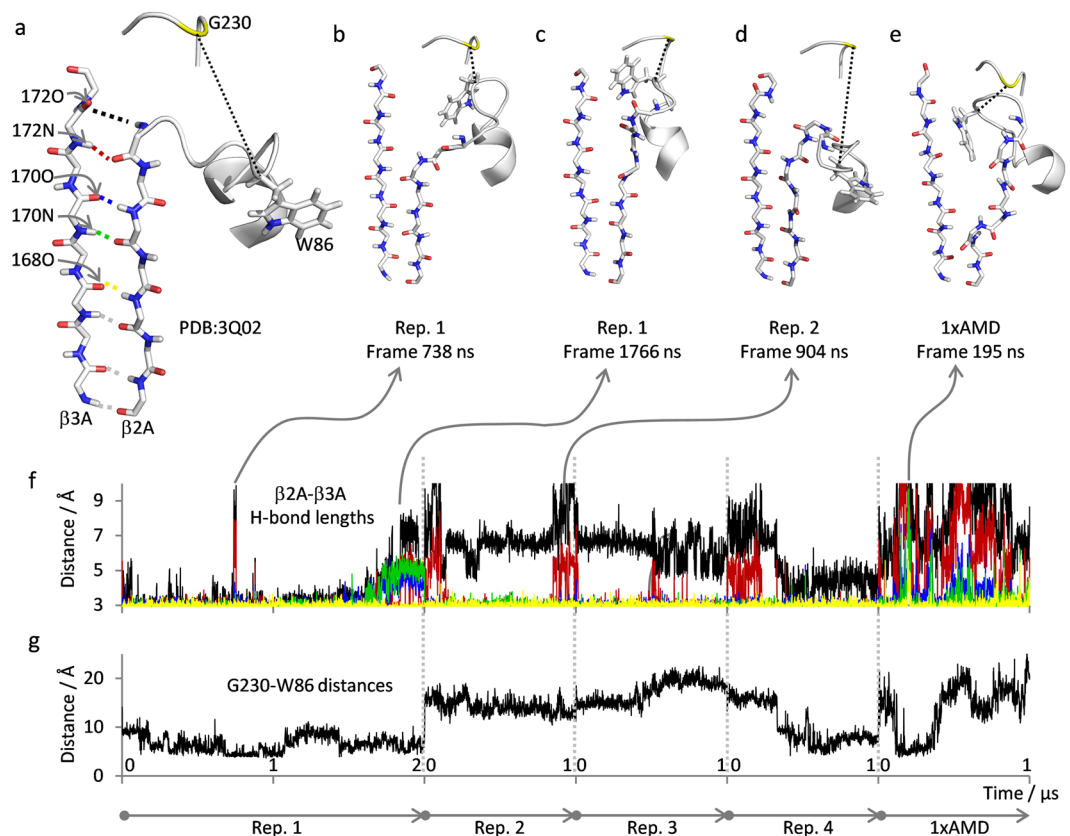 a
G230
b
c
d
e
172O
172N
170O
170N
168O
W86
PDB:3Q02
β3A
β2A
Rep. 1
Frame 738 ns
Rep. 1
Frame 1766 ns
Rep. 2
Frame 904 ns
1xAMD
Frame 195 ns
f
β2A-β3A
H-bond lengths
Distance / Å
9
7
5
3
g
G230-W86 distances
Distance / Å
20
10
0
0 1 2 0 1 0 1 0 1 0 1
Time / μs
Rep. 1 Rep. 2 Rep. 3 Rep. 4 1xAMD